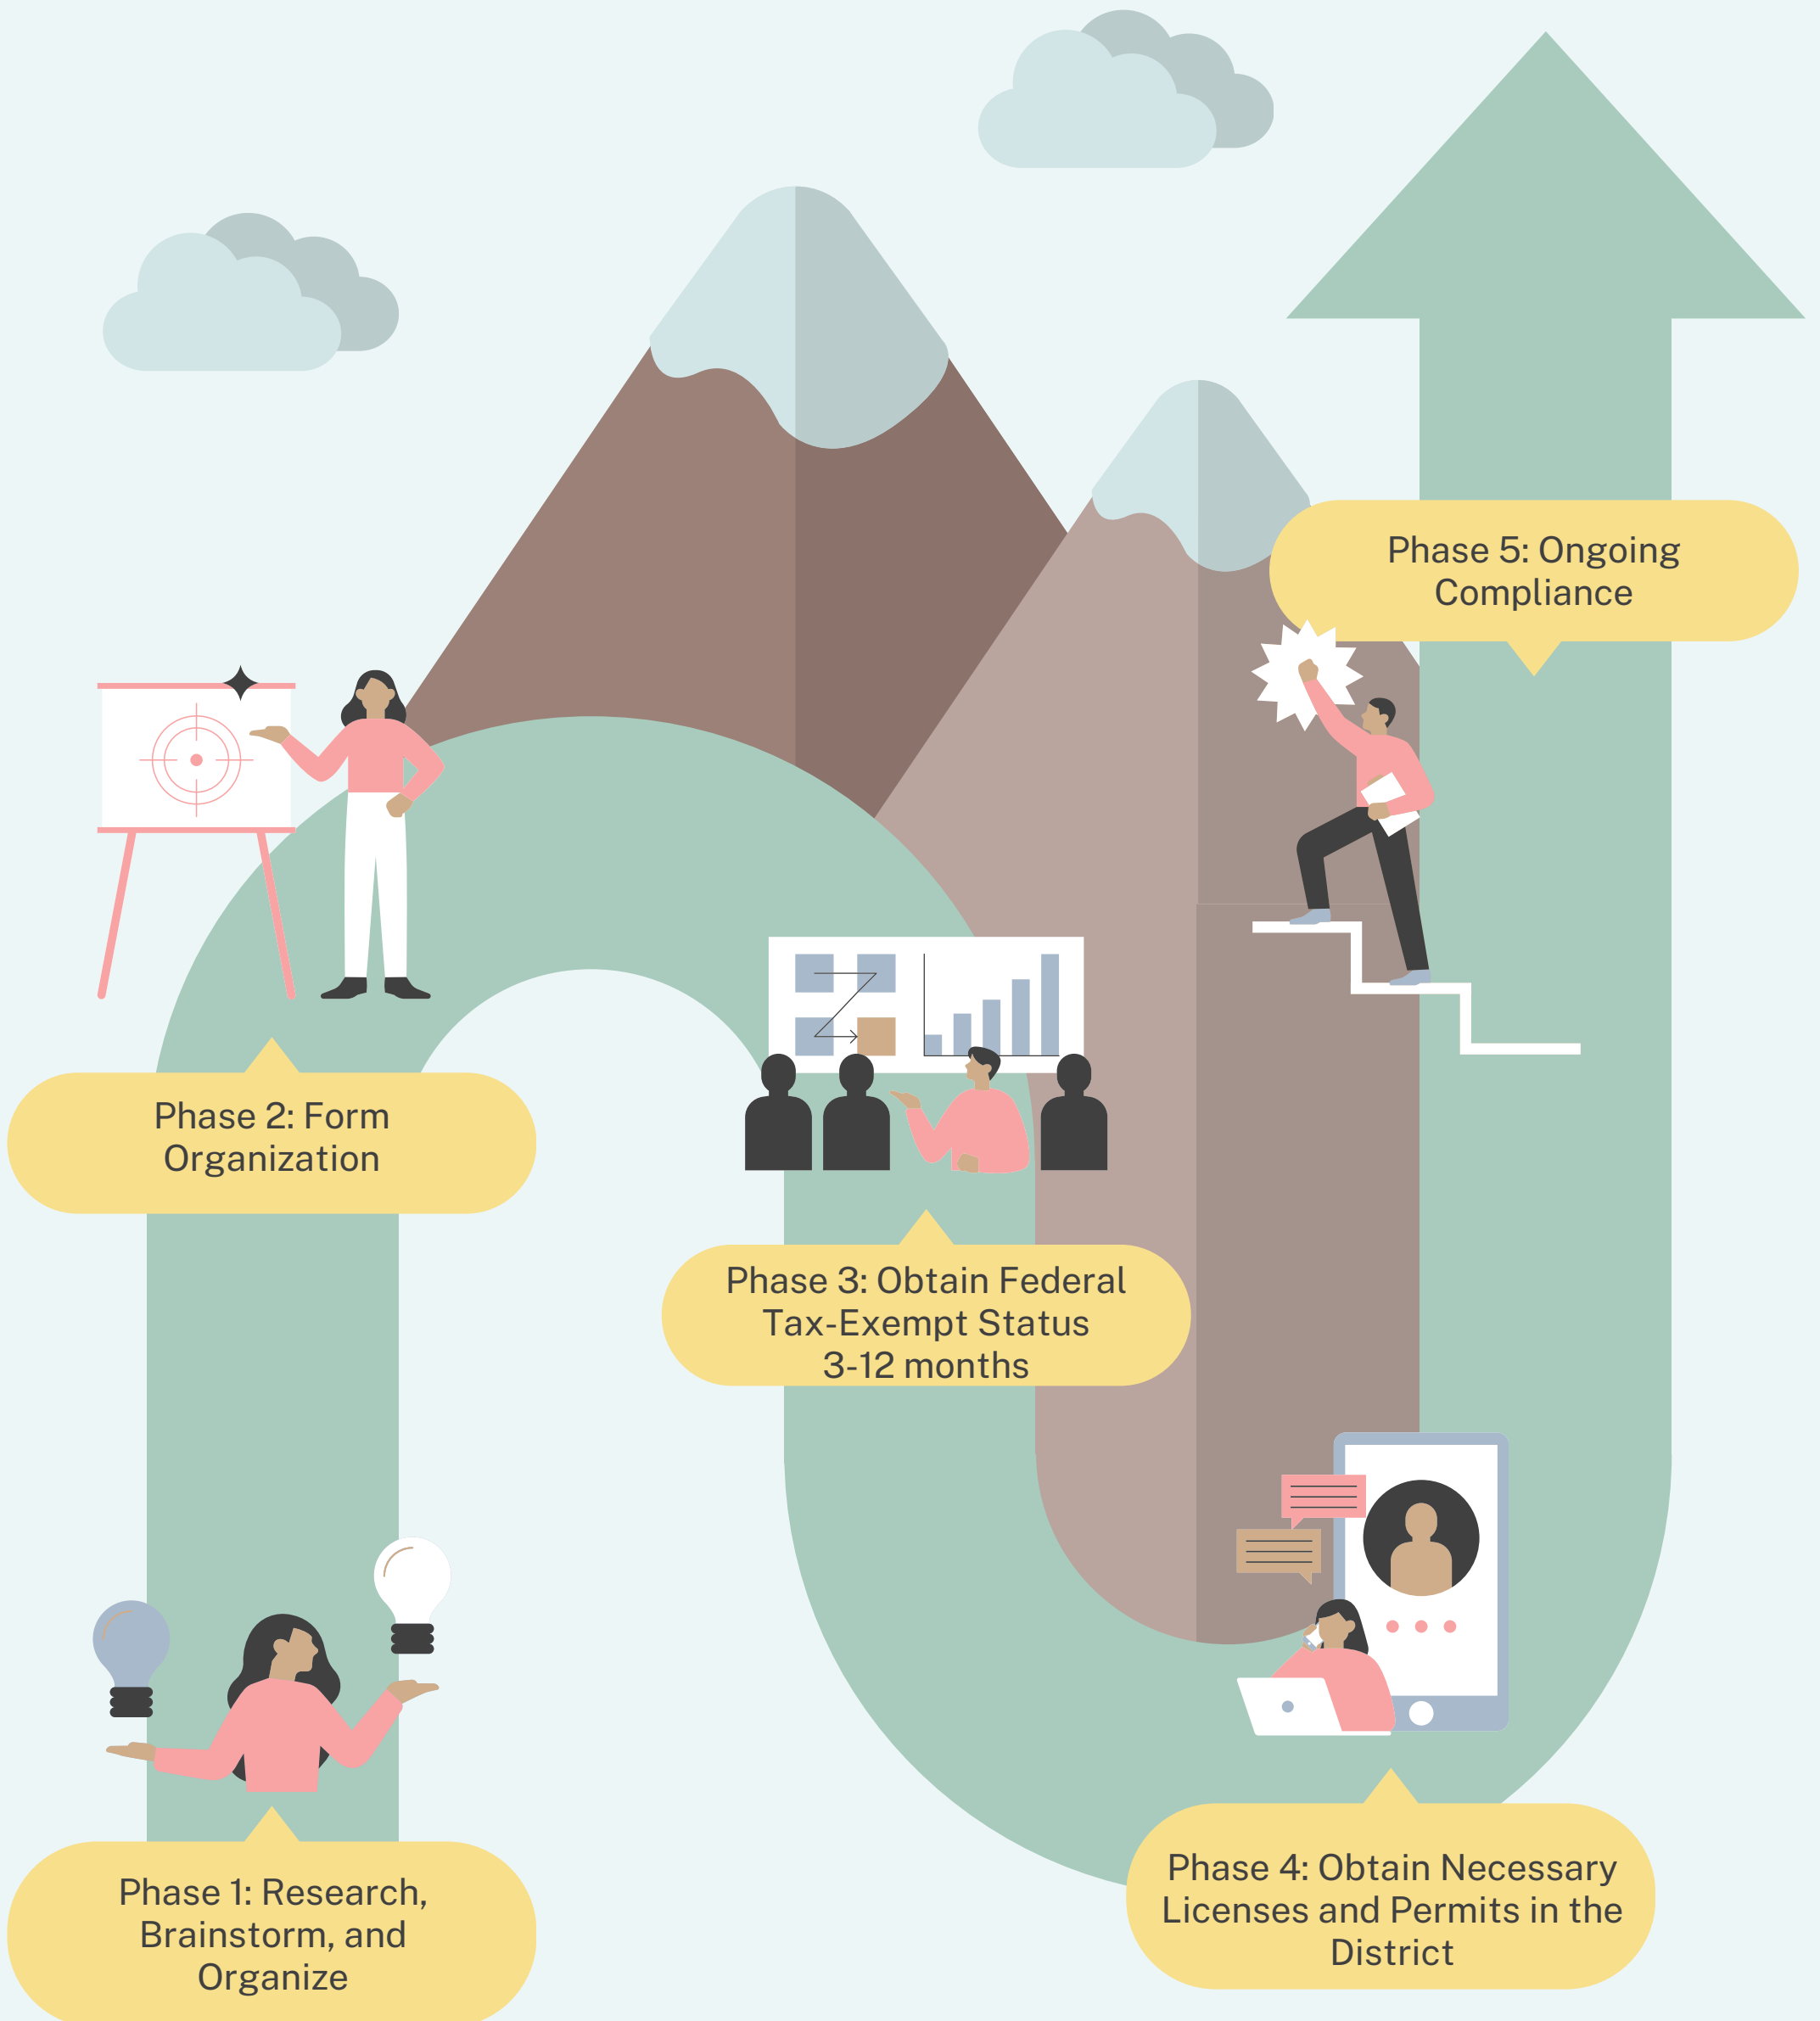 Phase 1: Research,
Brainstorm, and
Organize
Phase 2: Form
Organization
Phase 3: Obtain Federal
Tax-Exempt Status
3-12 months
Phase 4: Obtain Necessary
Licenses and Permits in the
District
Phase 5: Ongoing
Compliance